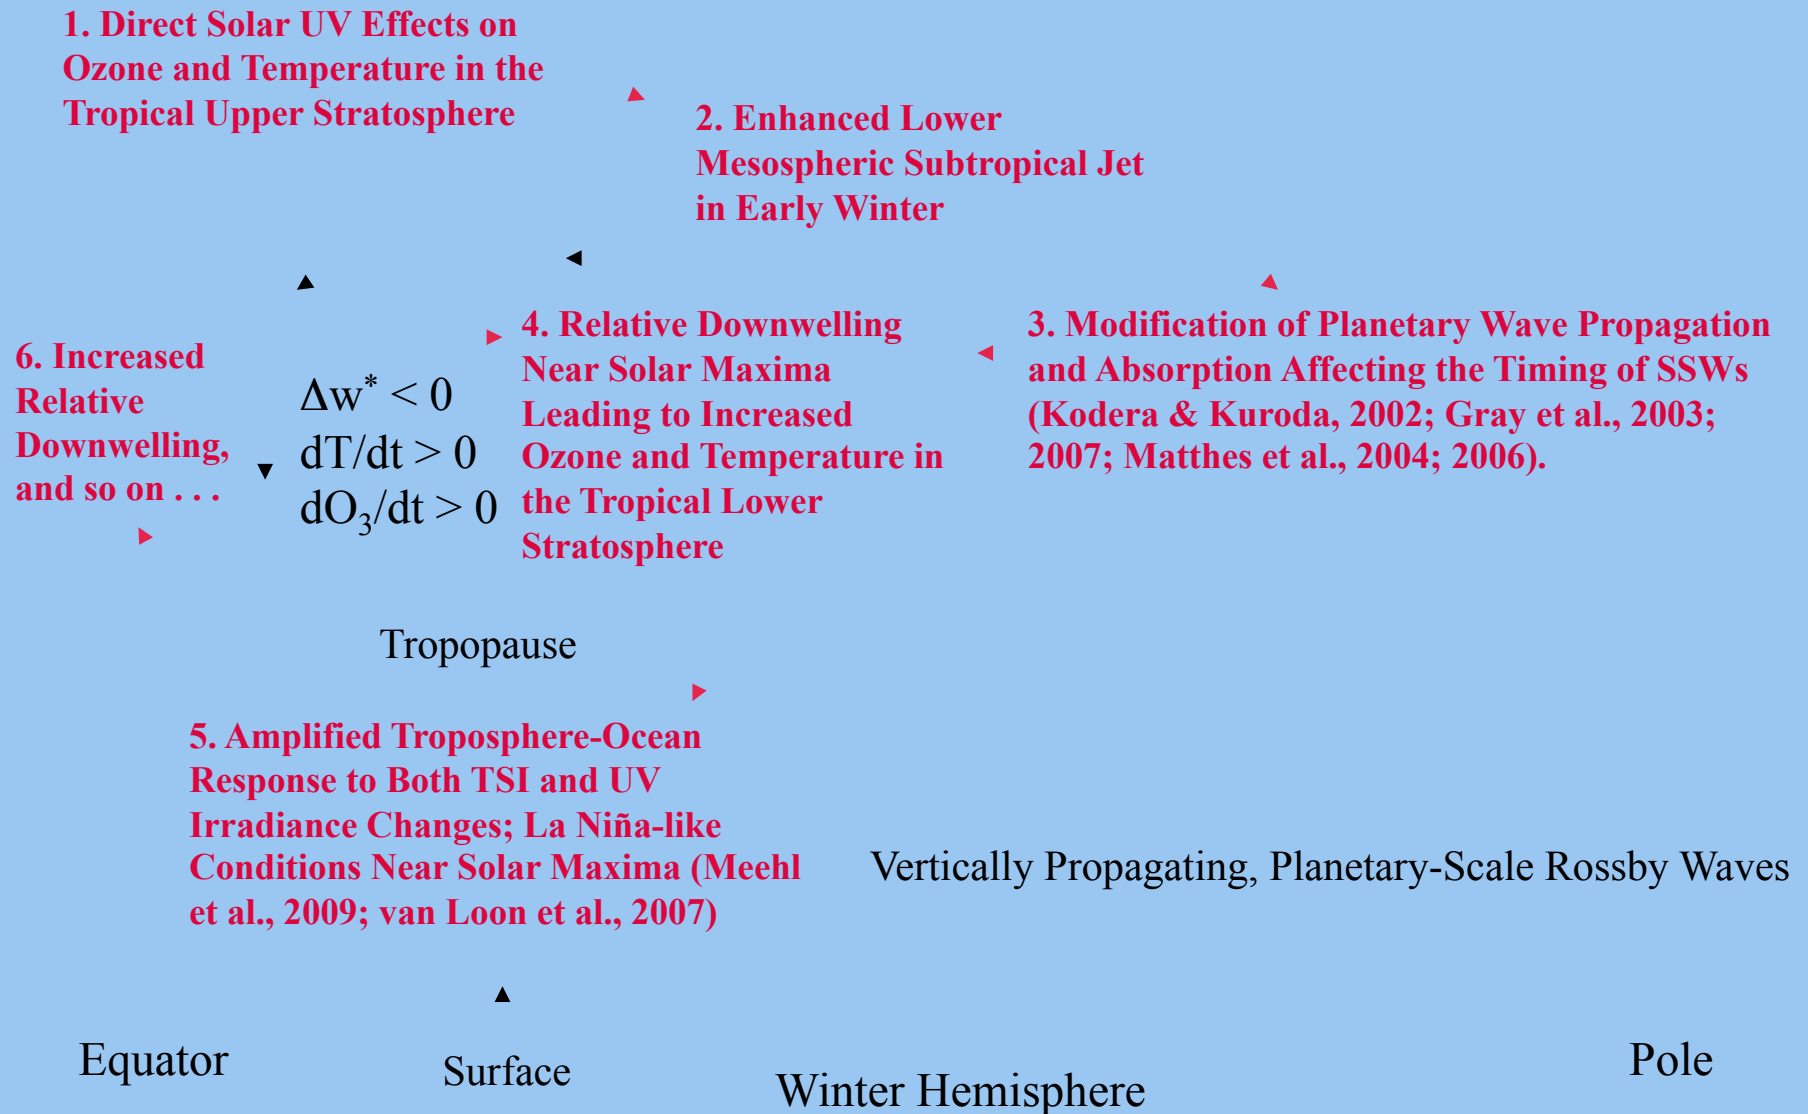 1. Direct Solar UV Effects on
Ozone and Temperature in the
Tropical Upper Stratosphere
2. Enhanced Lower
Mesospheric Subtropical Jet
in Early Winter
3. Modification of Planetary Wave Propagation
and Absorption Affecting the Timing of SSWs
(Kodera & Kuroda, 2002; Gray et al., 2003;
2007; Matthes et al., 2004; 2006).
4. Relative Downwelling
Near Solar Maxima
Leading to Increased
Ozone and Temperature in
the Tropical Lower
Stratosphere
Δw* < 0
dT/dt > 0
dO₃/dt > 0
6. Increased
Relative
Downwelling,
and so on . . .
Tropopause
5. Amplified Troposphere-Ocean
Response to Both TSI and UV
Irradiance Changes; La Niña-like
Conditions Near Solar Maxima (Meehl
et al., 2009; van Loon et al., 2007)
Vertically Propagating, Planetary-Scale Rossby Waves
Equator
Surface
Winter Hemisphere
Pole